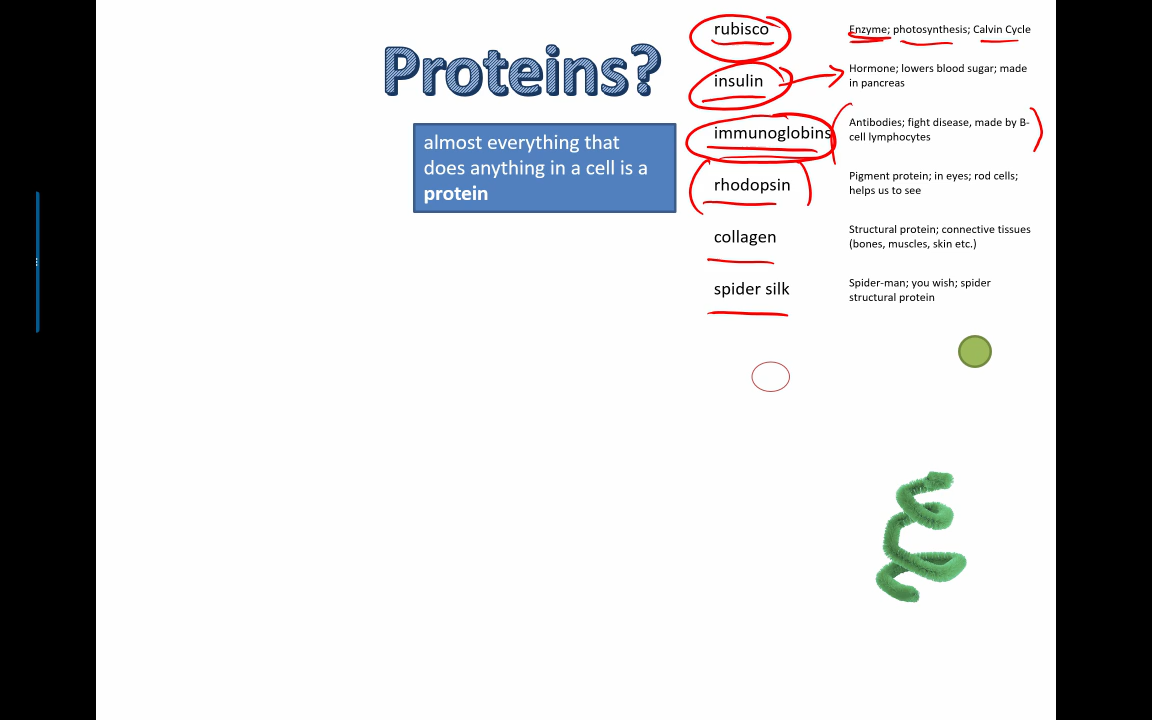 Proteins?
almost everything that
does anything in a cell is a
protein
rubisco
Enzyme; photosynthesis; Calvin Cycle
insulin
Hormone; lowers blood sugar; made
in pancreas
immunoglobins
Antibodies; fight disease, made by B-
cell lymphocytes
rhodopsin
Pigment protein; in eyes; rod cells;
helps us to see
collagen
Structural protein; connective tissues
(bones, muscles, skin etc.)
spider silk
Spider-man; you wish; spider
structural protein